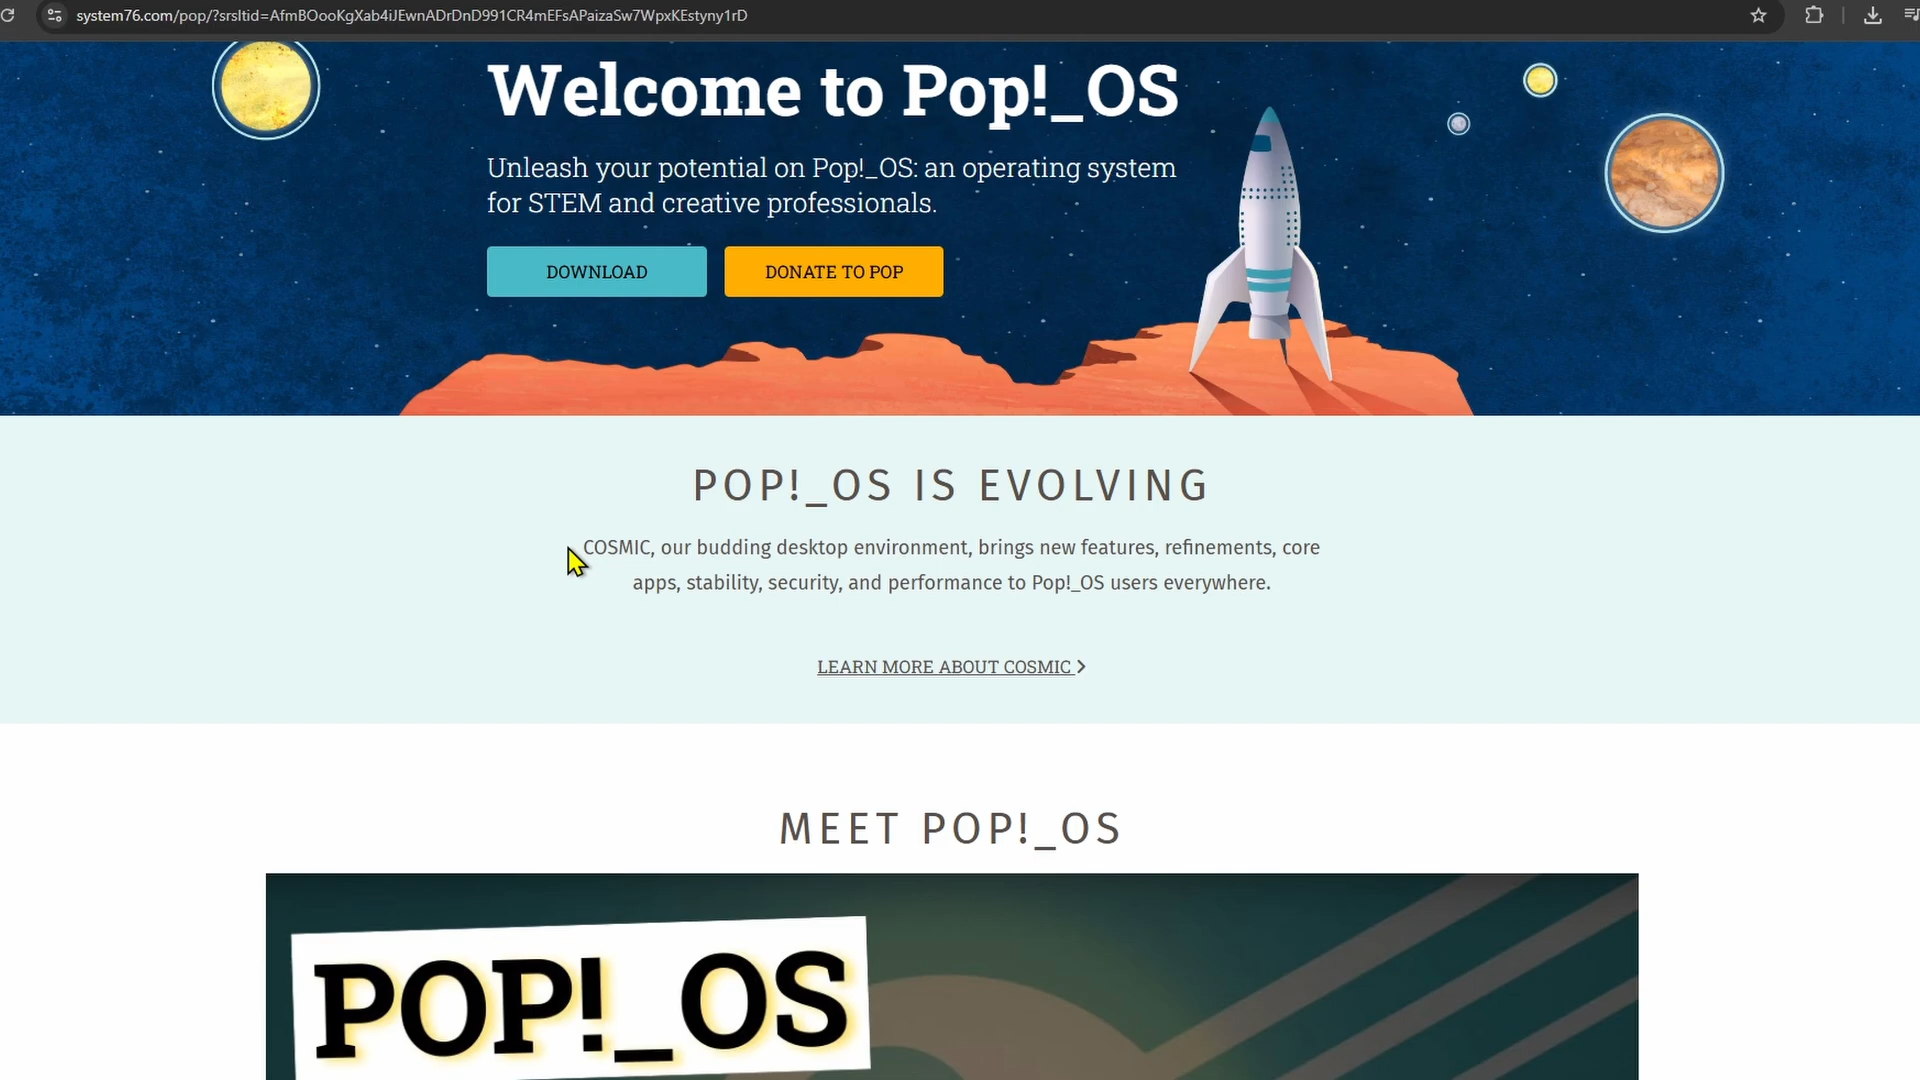 system76.com/pop/?srsltid=AfmBOooKgXab4iJEwnADrDnD991CR4mEFsAPaizaSw7WpxKEstyny1rD
Welcome to Pop!_OS
Unleash your potential on Pop!_OS: an operating system
for STEM and creative professionals.
DOWNLOAD
DONATE TO POP
POP!_OS IS EVOLVING
COSMIC, our budding desktop environment, brings new features, refinements, core
apps, stability, security, and performance to Pop!_OS users everywhere.
LEARN MORE ABOUT COSMIC
MEET POP!_OS
POP!_OS